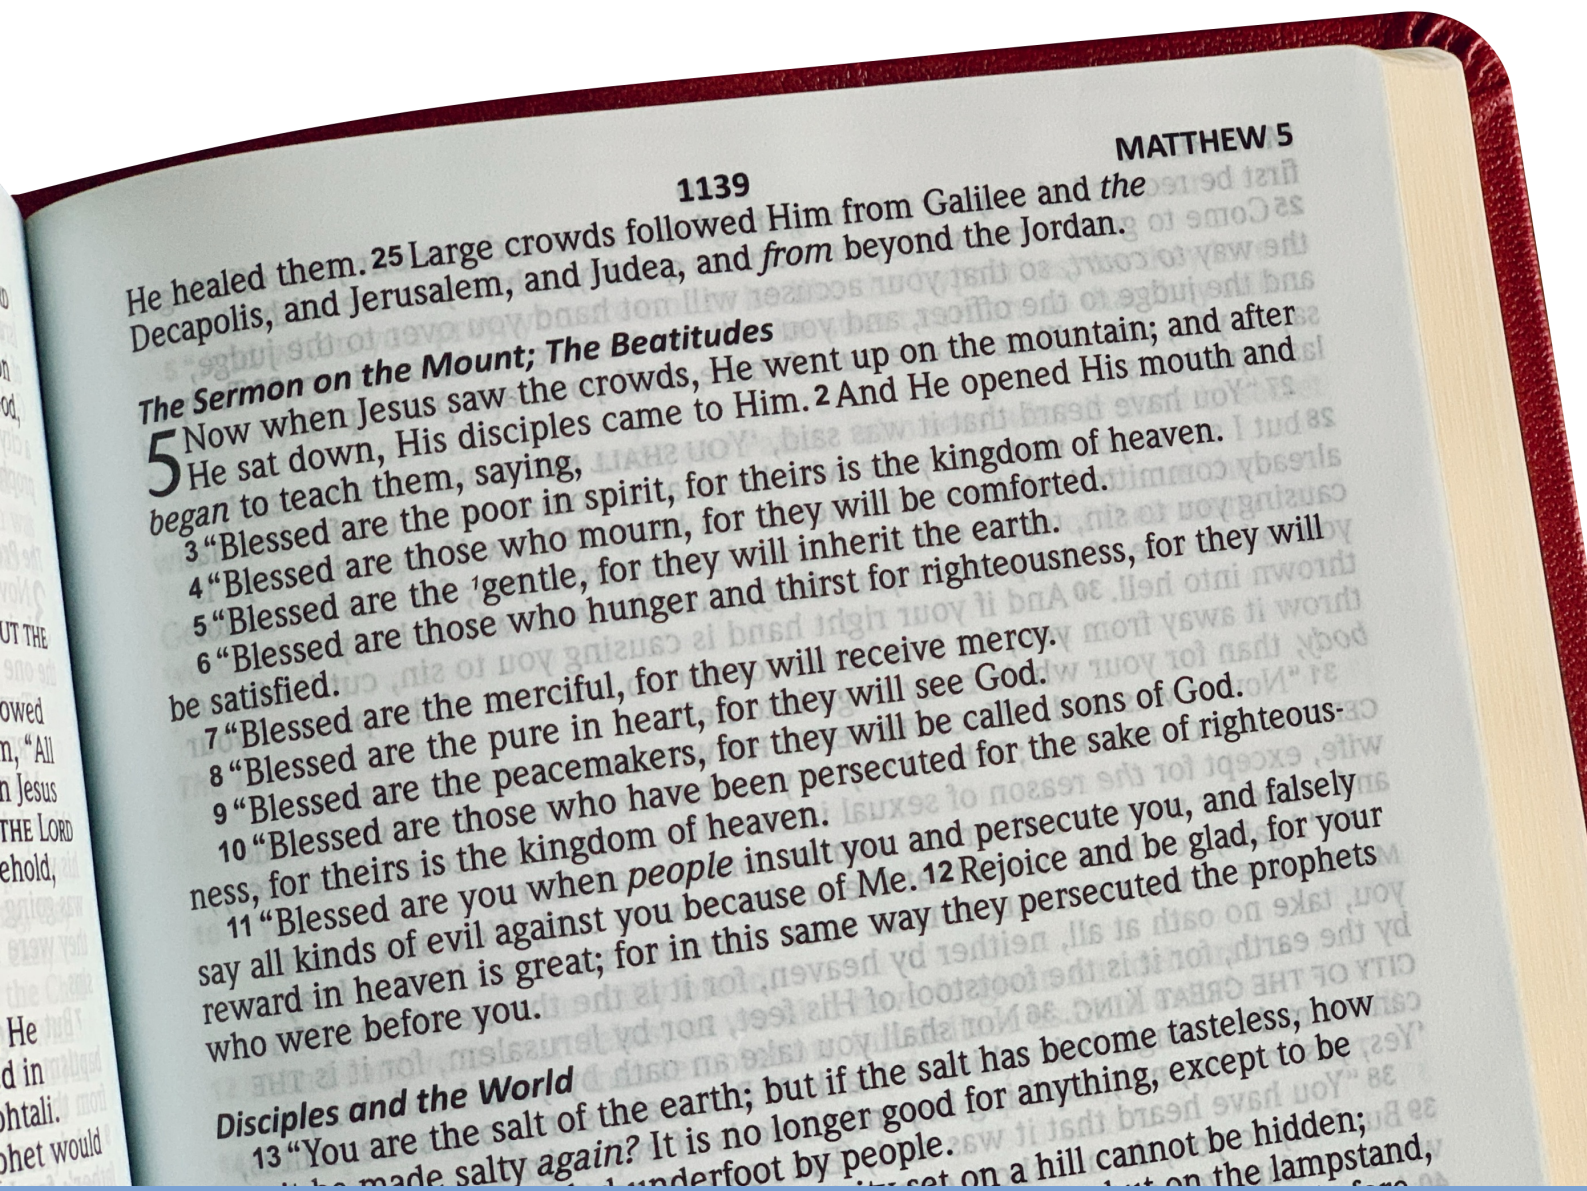 MATTHEW 5
1139
He healed them. 25 Large crowds followed Him from Galilee and the
Decapolis, and Jerusalem, and Judea, and from beyond the Jordan.
The Sermon on the Mount; The Beatitudes
5 Now when Jesus saw the crowds, He went up on the mountain; and after
He sat down, His disciples came to Him. 2 And He opened His mouth and
began to teach them, saying,
3 “Blessed are the poor in spirit, for theirs is the kingdom of heaven.
4 “Blessed are those who mourn, for they will be comforted.
5 “Blessed are the ¹gentle, for they will inherit the earth.
6 “Blessed are those who hunger and thirst for righteousness, for they will
be satisfied.
7 “Blessed are the merciful, for they will receive mercy.
8 “Blessed are the pure in heart, for they will see God.
9 “Blessed are the peacemakers, for they will be called sons of God.
10 “Blessed are those who have been persecuted for the sake of righteous-
ness, for theirs is the kingdom of heaven.
11 “Blessed are you when people insult you and persecute you, and falsely
say all kinds of evil against you because of Me. 12 Rejoice and be glad, for your
reward in heaven is great; for in this same way they persecuted the prophets
who were before you.
Disciples and the World
13 “You are the salt of the earth; but if the salt has become tasteless, how
made salty again? It is no longer good for anything, except to be
underfoot by people.
set on a hill cannot be hidden;
on the lampstand,
UT THE
owed
“All
Jesus
THE LORD
ehold,
He
d in
phtali.
phet would